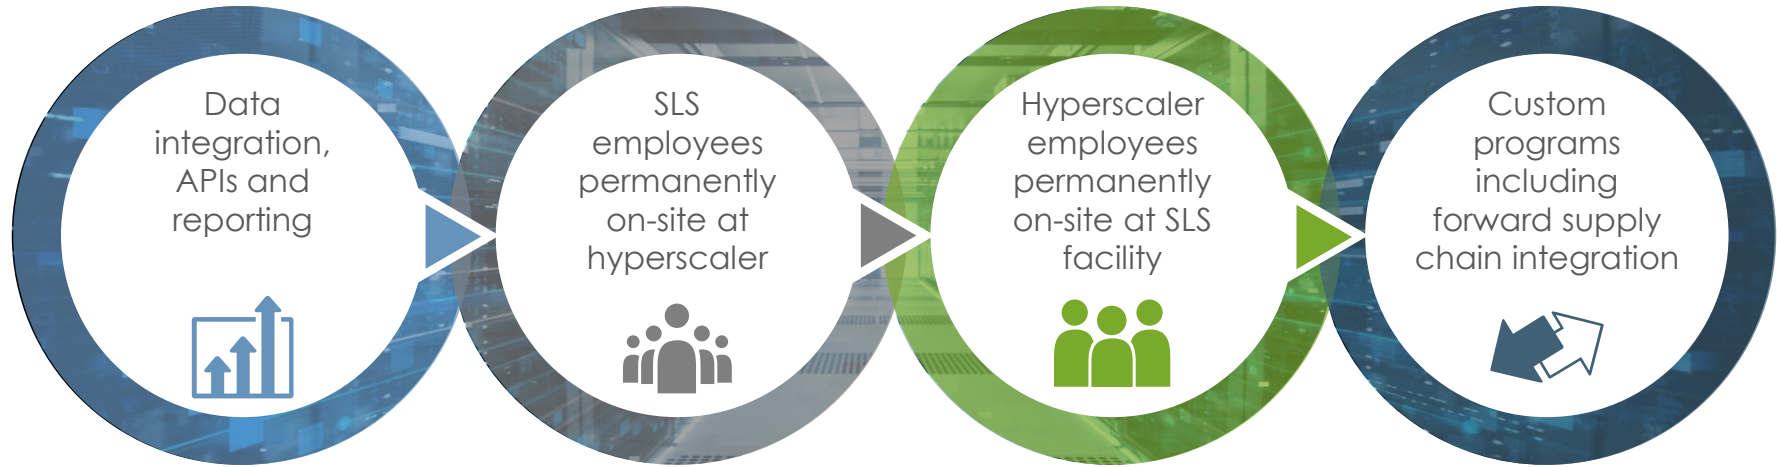 Data
integration,
APIs and
reporting
SLS
employees
permanently
on-site at
hyperscaler
Hyperscaler
employees
permanently
on-site at SLS
facility
Custom
programs
including
forward supply
chain integration